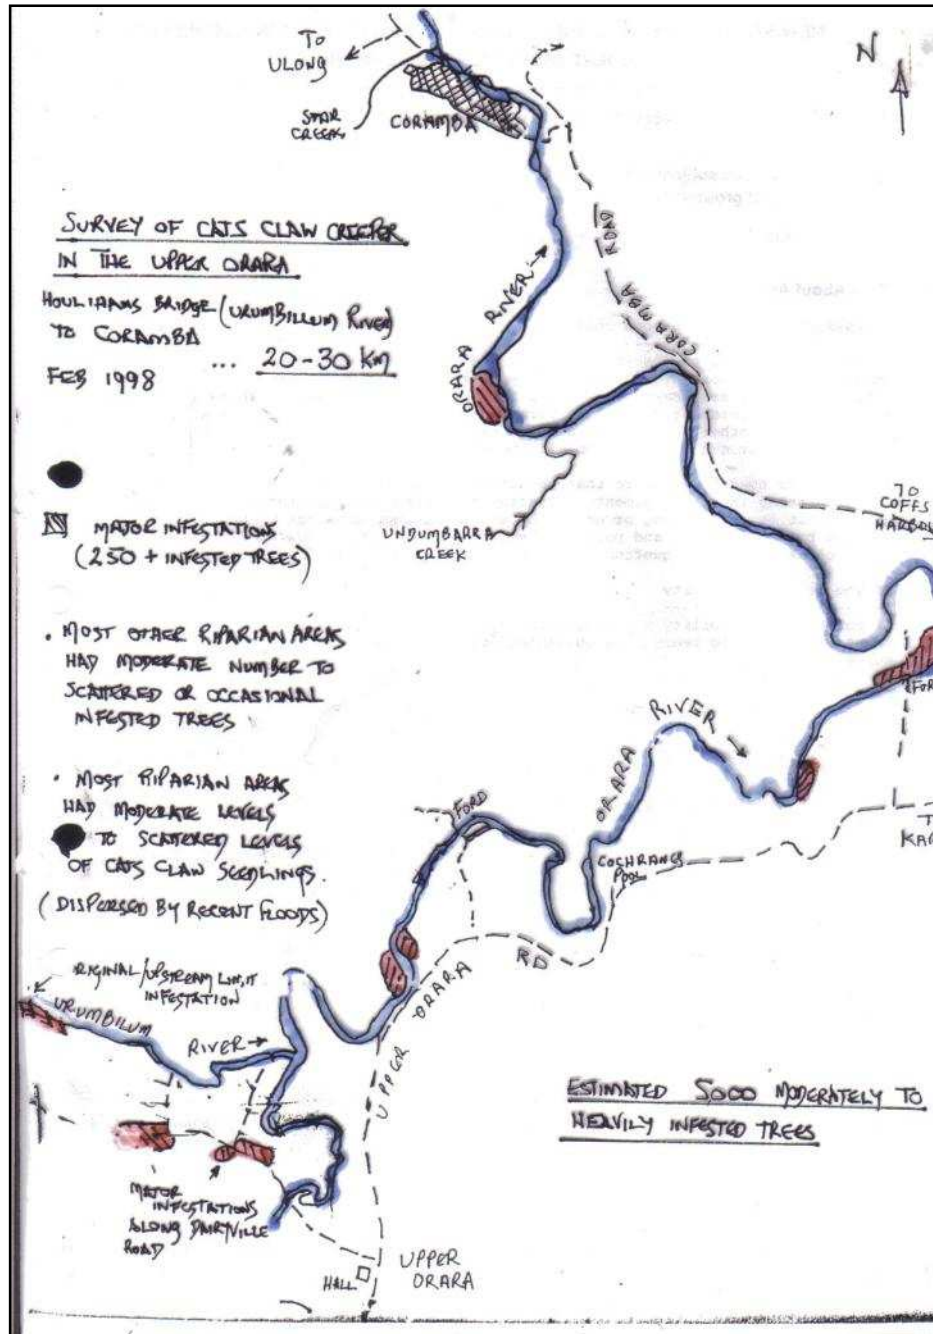 TO
ULONG
N
STAR
CREEK
CORAMBA
SURVEY OF CATS CLAW CREEPER
IN THE UPPER ORARA
HOULIHANS BRIDGE (URUMBILLUM RIVER)
TO CORAMBA
... 20-30 KM
FEB 1998
ORARA RIVER →
CORAMBA ROAD
UNDUMBARRA
CREEK
TO
COFFS
HARBOUR
MAJOR INFESTATIONS
(250 + INFESTED TREES)
• MOST OTHER RIPARIAN AREAS
HAD MODERATE NUMBER TO
SCATTERED OR OCCASIONAL
INFESTED TREES
• MOST RIPARIAN AREAS
HAD MODERATE LEVELS
TO SCATTERED LEVELS
OF CATS CLAW SEEDLINGS.
(DISPERSED BY RECENT FLOODS)
FOR
ORARA RIVER →
FORD
COCHRANS
POOL
KAR
UPPER ORARA RD
RIGINAL/UPSTREAM LIMIT
INFESTATION
URUMBILUM
RIVER →
ESTIMATED 5000 MODERATELY TO
HEAVILY INFESTED TREES
MAJOR
INFESTATIONS
ALONG DAIRYVILLE
ROAD
HALL
UPPER
ORARA